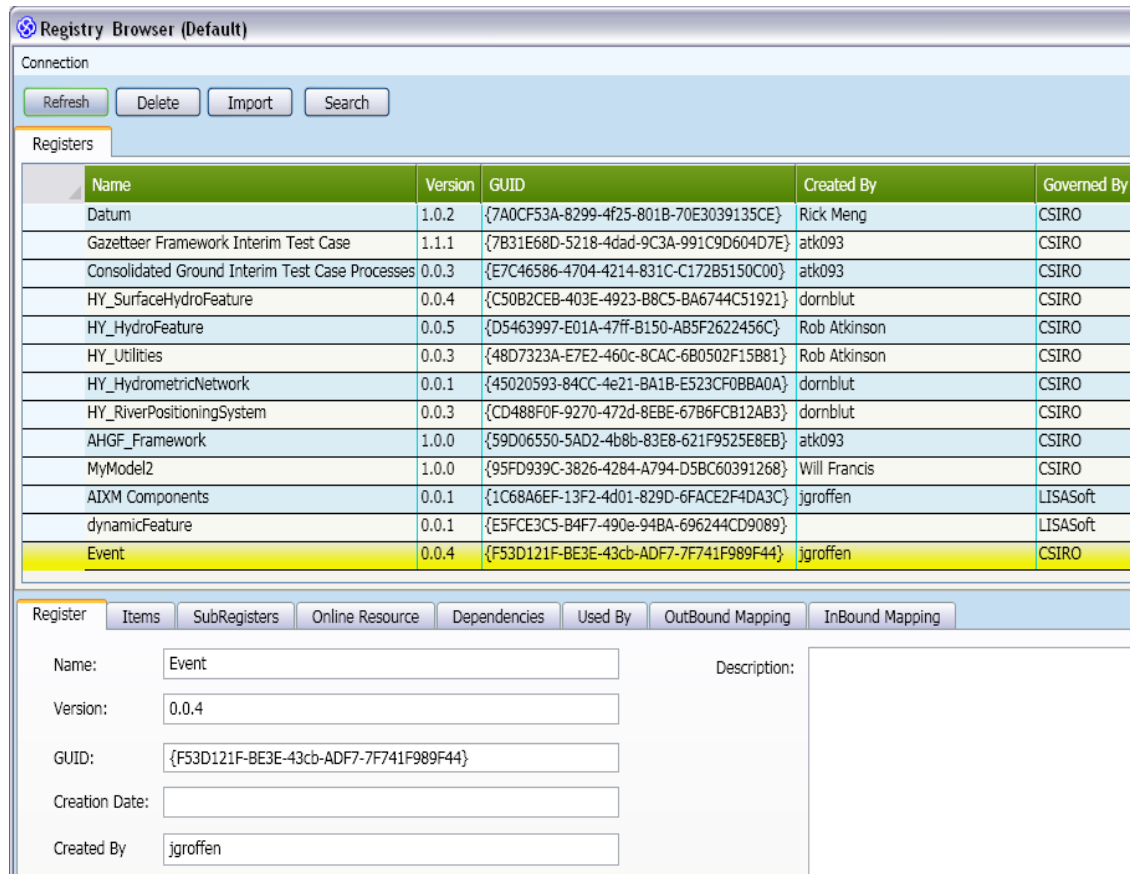 Registry Browser (Default)
Connection
Refresh Delete Import Search
Registers
Name Version GUID Created By Governed By
Datum 1.0.2 {7A0CF53A-8299-4f25-801B-70E3039135CE} Rick Meng CSIRO
Gazetteer Framework Interim Test Case 1.1.1 {7B31E68D-5218-4dad-9C3A-991C9D604D7E} atk093 CSIRO
Consolidated Ground Interim Test Case Processes 0.0.3 {E7C46586-4704-4214-831C-C172B5150C00} atk093 CSIRO
HY_SurfaceHydroFeature 0.0.4 {C50B2CEB-403E-4923-B8C5-BA6744C51921} dornblut CSIRO
HY_HydroFeature 0.0.5 {D5463997-E01A-47ff-B150-AB5F2622456C} Rob Atkinson CSIRO
HY_Utilities 0.0.3 {48D7323A-E7E2-460c-8CAC-6B0502F15B81} Rob Atkinson CSIRO
HY_HydrometricNetwork 0.0.1 {45020593-84CC-4e21-BA1B-E523CF0BBA0A} dornblut CSIRO
HY_RiverPositioningSystem 0.0.3 {CD488F0F-9270-472d-8EBE-67B6FCB12AB3} dornblut CSIRO
AHGF_Framework 1.0.0 {59D06550-5AD2-4b8b-83E8-621F9525E8EB} atk093 CSIRO
MyModel2 1.0.0 {95FD939C-3826-4284-A794-D5BC60391268} Will Francis CSIRO
AIXM Components 0.0.1 {1C68A6EF-13F2-4d01-829D-6FACE2F4DA3C} jgroffen LISASoft
dynamicFeature 0.0.1 {E5FCE3C5-B4F7-490e-94BA-696244CD9089} LISASoft
Event 0.0.4 {F53D121F-BE3E-43cb-ADF7-7F741F989F44} jgroffen CSIRO
Register Items SubRegisters Online Resource Dependencies Used By OutBound Mapping InBound Mapping
Name: Event Description:
Version: 0.0.4
GUID: {F53D121F-BE3E-43cb-ADF7-7F741F989F44}
Creation Date:
Created By jgroffen